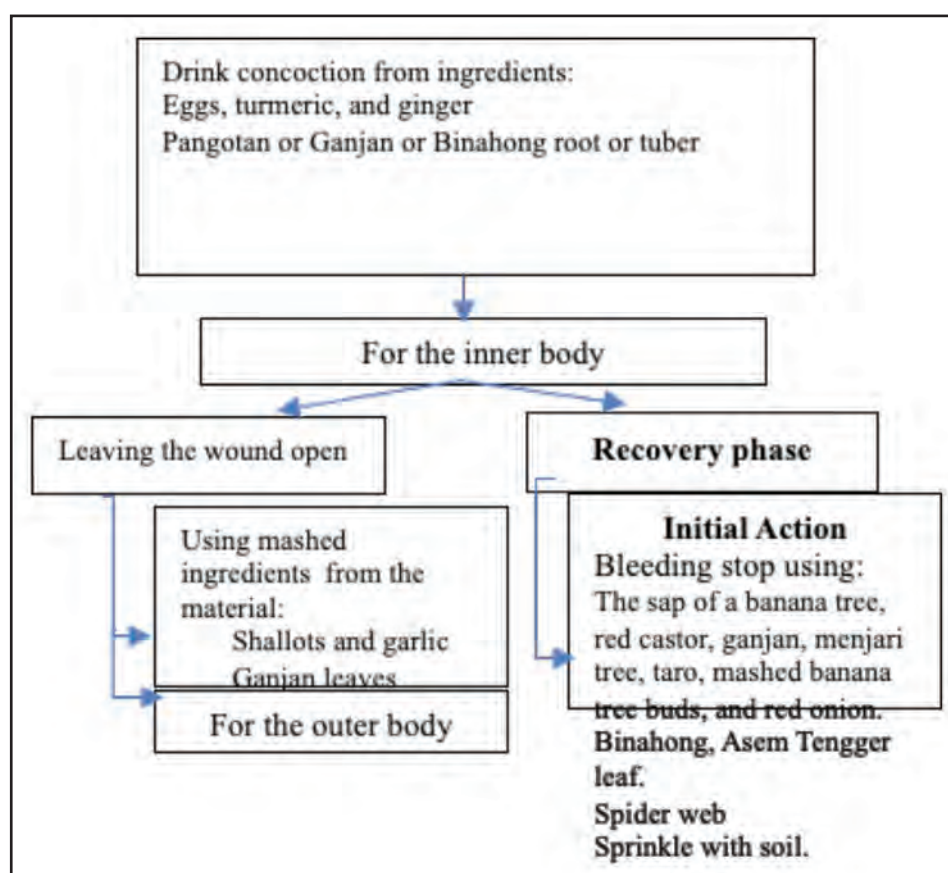 Drink concoction from ingredients:
Eggs, turmeric, and ginger
Pangotan or Ganjan or Binahong root or tuber
For the inner body
Leaving the wound open
Using mashed
ingredients from the
material:
Shallots and garlic
Ganjan leaves
For the outer body
Recovery phase
Initial Action
Bleeding stop using:
The sap of a banana tree,
red castor, ganjan, menjari
tree, taro, mashed banana
tree buds, and red onion.
Binahong, Asem Tengger
leaf.
Spider web
Sprinkle with soil.